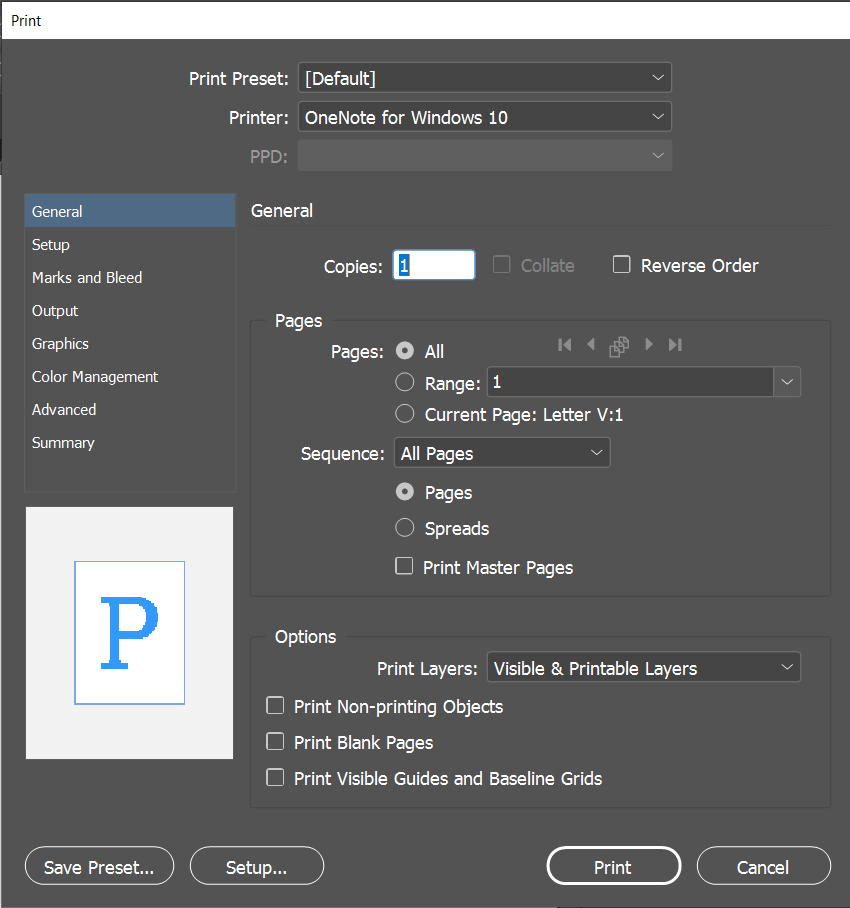 Print
Print Preset: [Default]
Printer: OneNote for Windows 10
PPD:
General
Setup
Marks and Bleed
Output
Graphics
Color Management
Advanced
Summary
P
General
Copies: 1 Collate Reverse Order
Pages
Pages: All
Range: 1
Current Page: Letter V:1
Sequence: All Pages
Pages
Spreads
Print Master Pages
Options
Print Layers: Visible & Printable Layers
Print Non-printing Objects
Print Blank Pages
Print Visible Guides and Baseline Grids
Save Preset... Setup... Print Cancel